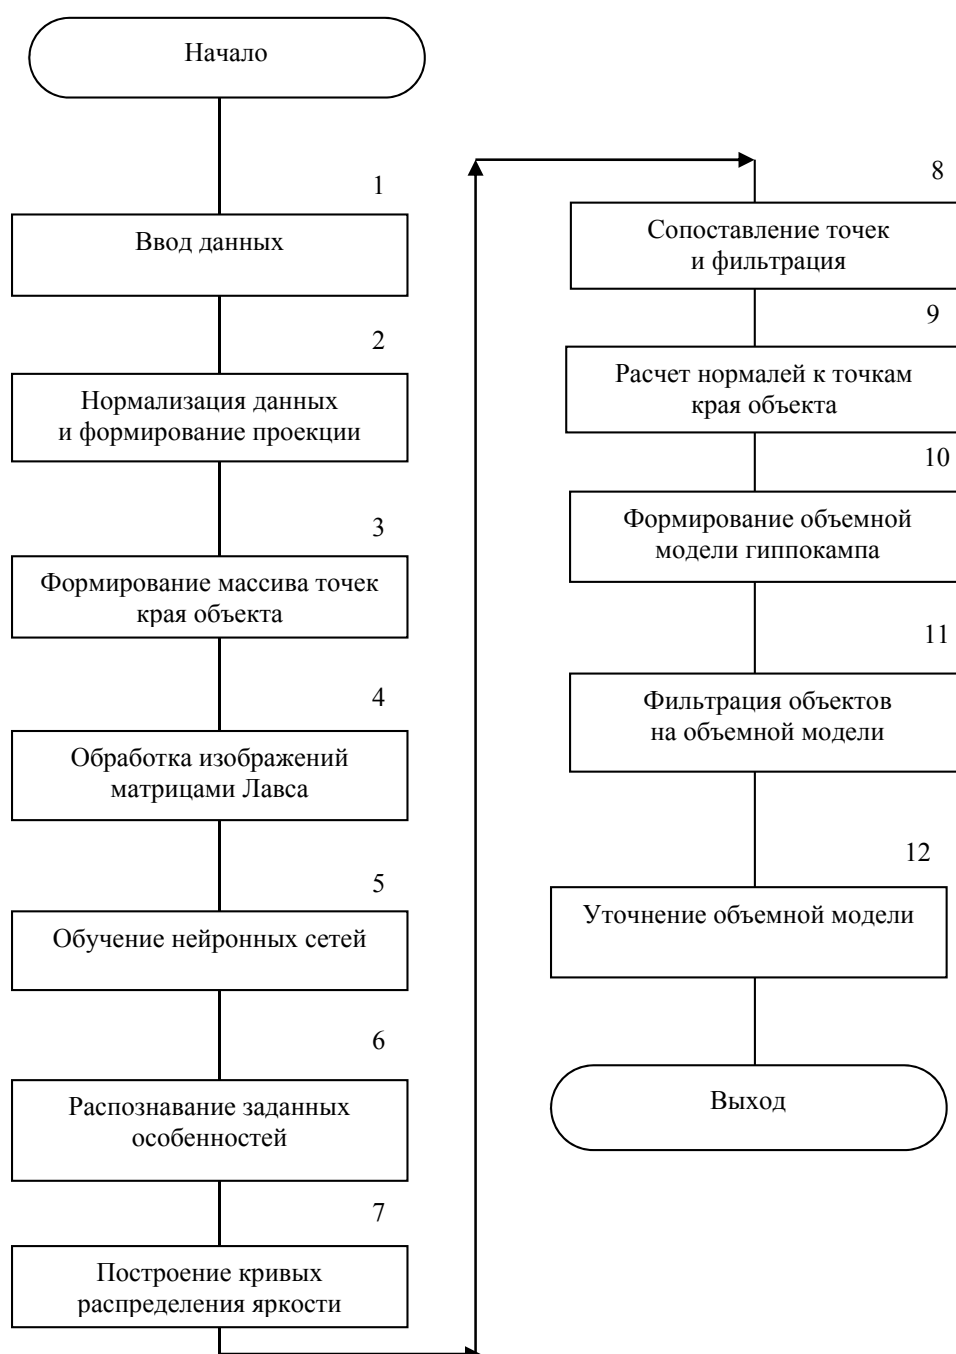 Начало
1
Ввод данных
2
Нормализация данных
и формирование проекции
3
Формирование массива точек
края объекта
4
Обработка изображений
матрицами Лавса
5
Обучение нейронных сетей
6
Распознавание заданных
особенностей
7
Построение кривых
распределения яркости
8
Сопоставление точек
и фильтрация
9
Расчет нормалей к точкам
края объекта
10
Формирование объемной
модели гиппокампа
11
Фильтрация объектов
на объемной модели
12
Уточнение объемной модели
Выход